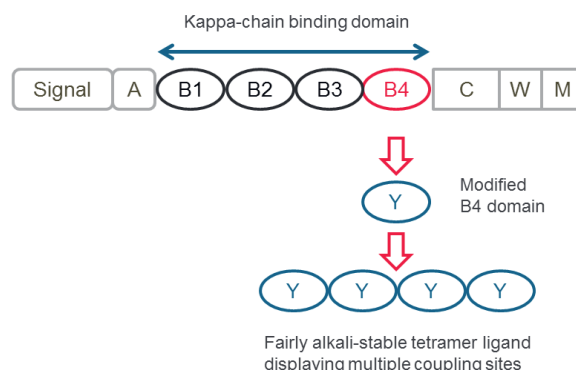 Kappa-chain binding domain
Signal A B1 B2 B3 B4 C W M
Y
Modified
B4 domain
Y Y Y Y
Fairly alkali-stable tetramer ligand
displaying multiple coupling sites